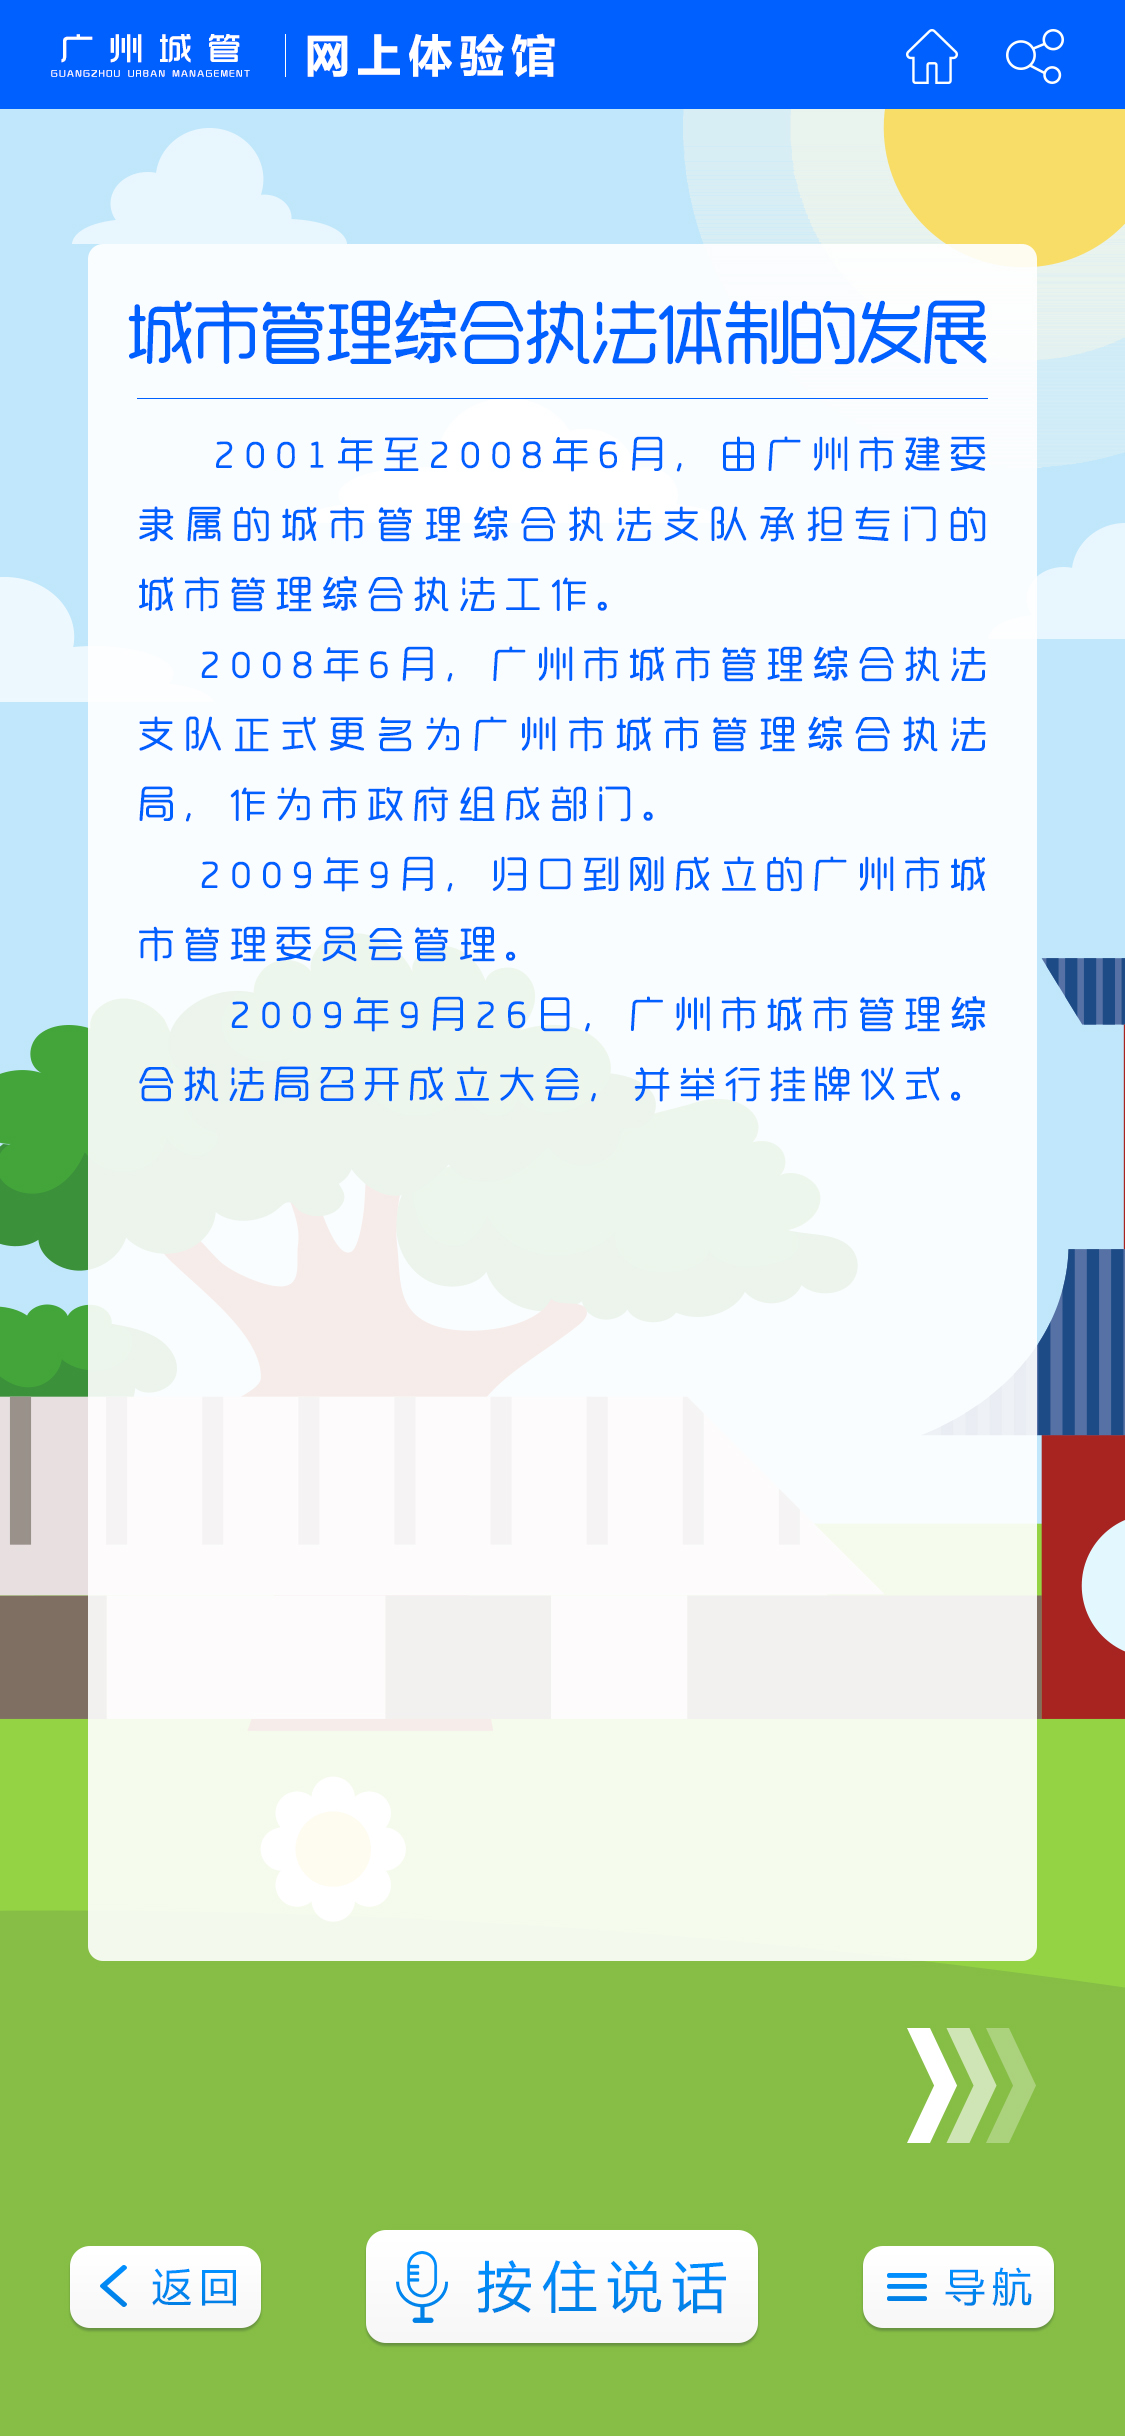 广州城管
GUANGZHOU URBAN MANAGEMENT
网上体验馆
城市管理综合执法体制的发展
2001年至2008年6月，由广州市建委
隶属的城市管理综合执法支队承担专门的
城市管理综合执法工作。
2008年6月，广州市城市管理综合执法
支队正式更名为广州市城市管理综合执法
局，作为市政府组成部门。
2009年9月，归口到刚成立的广州市城
市管理委员会管理。
2009年9月26日，广州市城市管理综
合执法局召开成立大会，并举行挂牌仪式。
返回
按住说话
导航